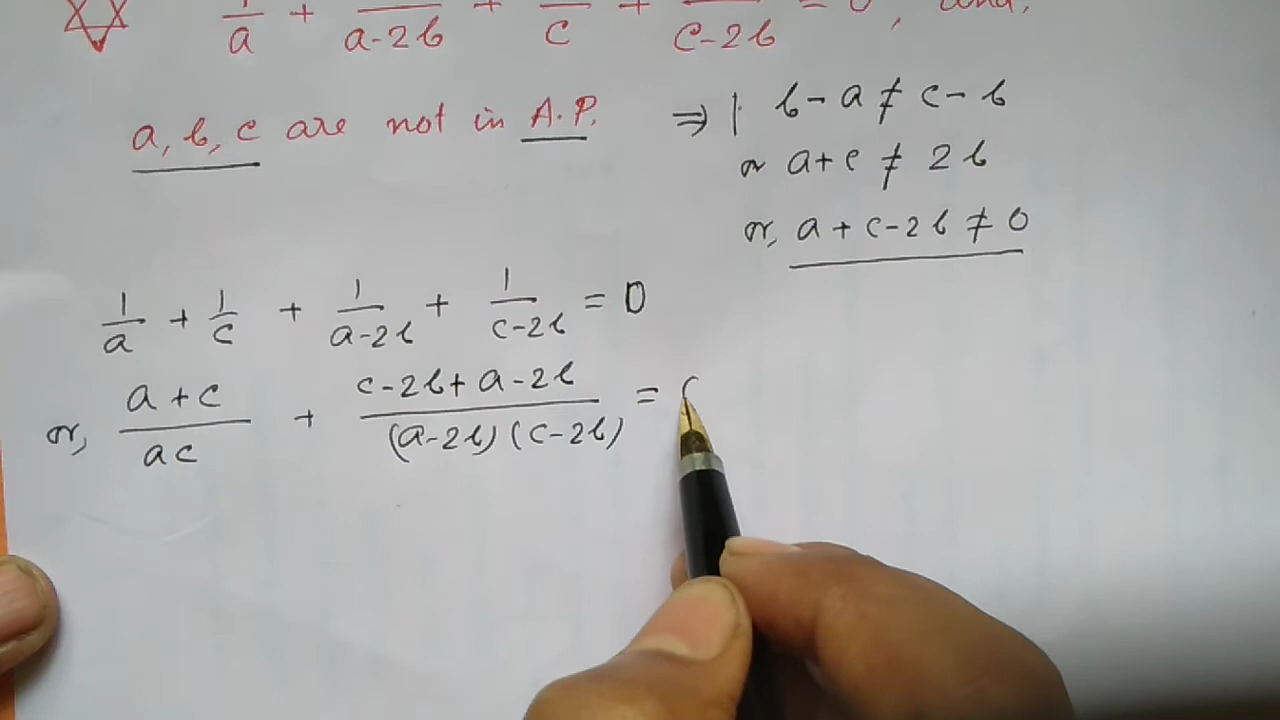 1/a + 1/(a-2b) + 1/c + 1/(c-2b) = 0, and,
a, b, c are not in A.P. ⇒ | b-a ≠ c-b
or a+c ≠ 2b
or, a+c-2b ≠ 0
1/a + 1/c + 1/(a-2b) + 1/(c-2b) = 0
or, (a+c)/(ac) + (c-2b+a-2b)/((a-2b)(c-2b)) =